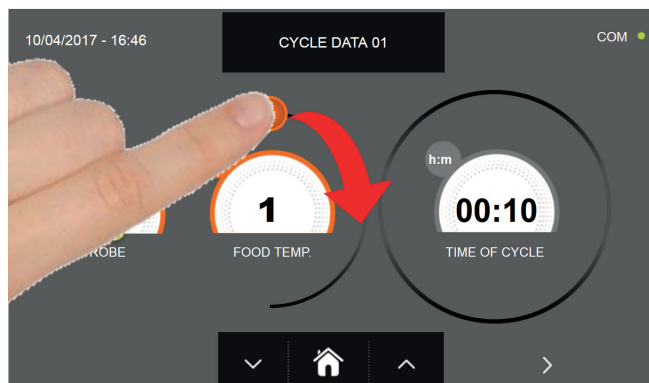 10/04/2017 - 16:46
CYCLE DATA 01
COM
h:m
1
00:10
FOOD TEMP.
TIME OF CYCLE